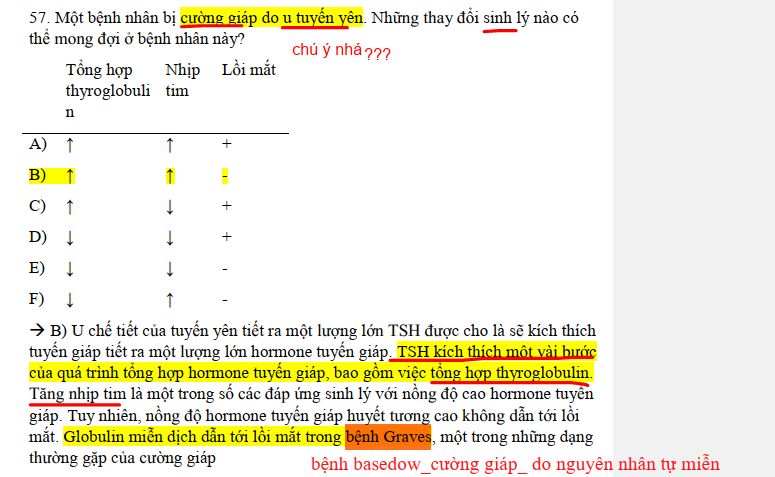 57. Một bệnh nhân bị cường giáp do u tuyến yên. Những thay đổi sinh lý nào có
thể mong đợi ở bệnh nhân này?
chú ý nhá???
Tổng hợp Nhịp Lồi mắt
thyroglobuli tim
n
A) ↑ ↑ +
B) ↑ ↑ -
C) ↑ ↓ +
D) ↓ ↓ +
E) ↓ ↓ -
F) ↓ ↑ -
→ B) U chế tiết của tuyến yên tiết ra một lượng lớn TSH được cho là sẽ kích thích
tuyến giáp tiết ra một lượng lớn hormone tuyến giáp. TSH kích thích một vài bước
của quá trình tổng hợp hormone tuyến giáp, bao gồm việc tổng hợp thyroglobulin.
Tăng nhịp tim là một trong số các đáp ứng sinh lý với nồng độ cao hormone tuyến
giáp. Tuy nhiên, nồng độ hormone tuyến giáp huyết tương cao không dẫn tới lồi
mắt. Globulin miễn dịch dẫn tới lồi mắt trong bệnh Graves, một trong những dạng
thường gặp của cường giáp
bệnh basedow_cường giáp_ do nguyên nhân tự miễn